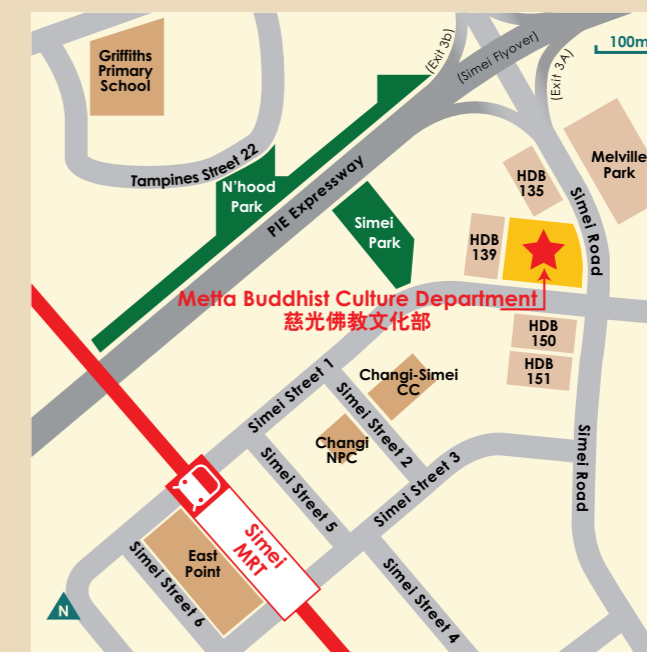 Griffiths
Primary
School
(Exit 3b)
(Simei Flyover)
100m
(Exit 3A)
Tampines Street 22
N'hood
Park
PIE Expressway
Simei
Park
HDB
135
Melville
Park
HDB
139
Simei Road
Metta Buddhist Culture Department
慈光佛教文化部
HDB
150
HDB
151
Simei Street 1
Changi-Simei
CC
Simei Street 2
Changi
NPC
Simei Street 3
Simei Road
Simei Street 5
Simei
MRT
East
Point
Simei Street 6
Simei Street 4
N